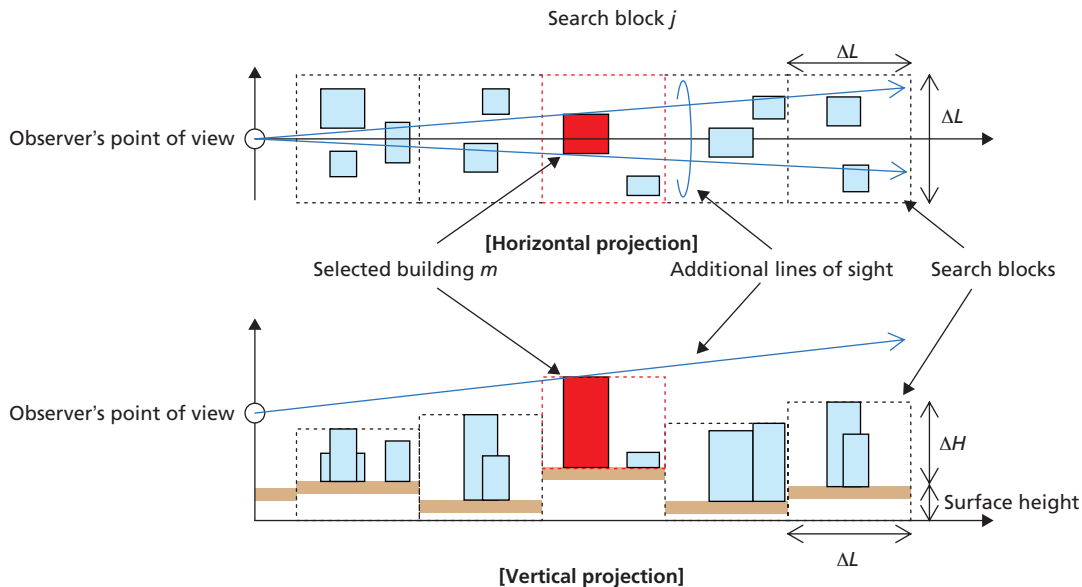 Search block j
ΔL
Observer's point of view
ΔL
[Horizontal projection]
Selected building m
Additional lines of sight
Search blocks
Observer's point of view
ΔH
Surface height
ΔL
[Vertical projection]